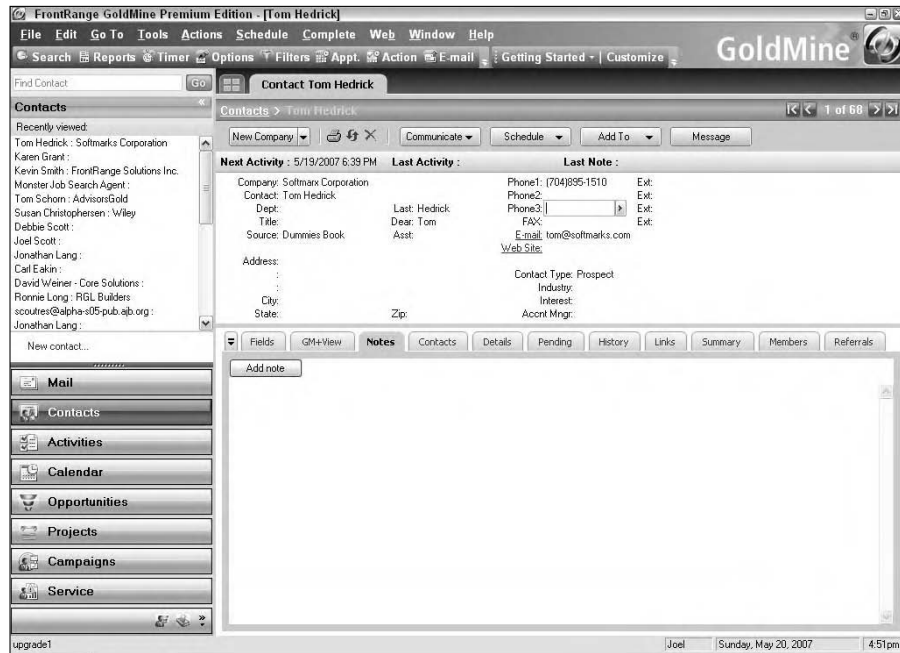 FrontRange GoldMine Premium Edition - [Tom Hedrick]
File Edit Go To Tools Actions Schedule Complete Web Window Help
Search Reports Timer Options Filters Appt. Action E-mail Getting Started Customize
GoldMine®
Find Contact Go Contact Tom Hedrick
Contacts
Contacts > Tom Hedrick 1 of 68
Recently viewed:
Tom Hedrick : Softmarks Corporation
Karen Grant :
Kevin Smith : FrontRange Solutions Inc.
Monster Job Search Agent :
Tom Schorn : AdvisorsGold
Susan Christophersen : Wiley
Debbie Scott :
Joel Scott :
Jonathan Lang :
Carl Eakin :
David Weiner - Core Solutions :
Ronnie Long : RGL Builders
scoutres@alpha-s05-pub.ajb.org :
Jonathan Lang :
New contact...
Mail
Contacts
Activities
Calendar
Opportunities
Projects
Campaigns
Service
New Company Communicate Schedule Add To Message
Next Activity : 5/19/2007 6:39 PM Last Activity : Last Note :
Company: Softmarx Corporation Phone1: (704)895-1510 Ext:
Contact: Tom Hedrick Phone2: Ext:
Dept: Last: Hedrick Phone3: Ext:
Title: Dear: Tom FAX: Ext:
Source: Dummies Book Asst: E-mail: tom@softmarks.com
Web Site:
Address:
: Contact Type: Prospect
: Industry:
City: Interest:
State: Zip: Accnt Mngr:
Fields GM+View Notes Contacts Details Pending History Links Summary Members Referrals
Add note
upgrade1 Joel Sunday, May 20, 2007 4:51pm